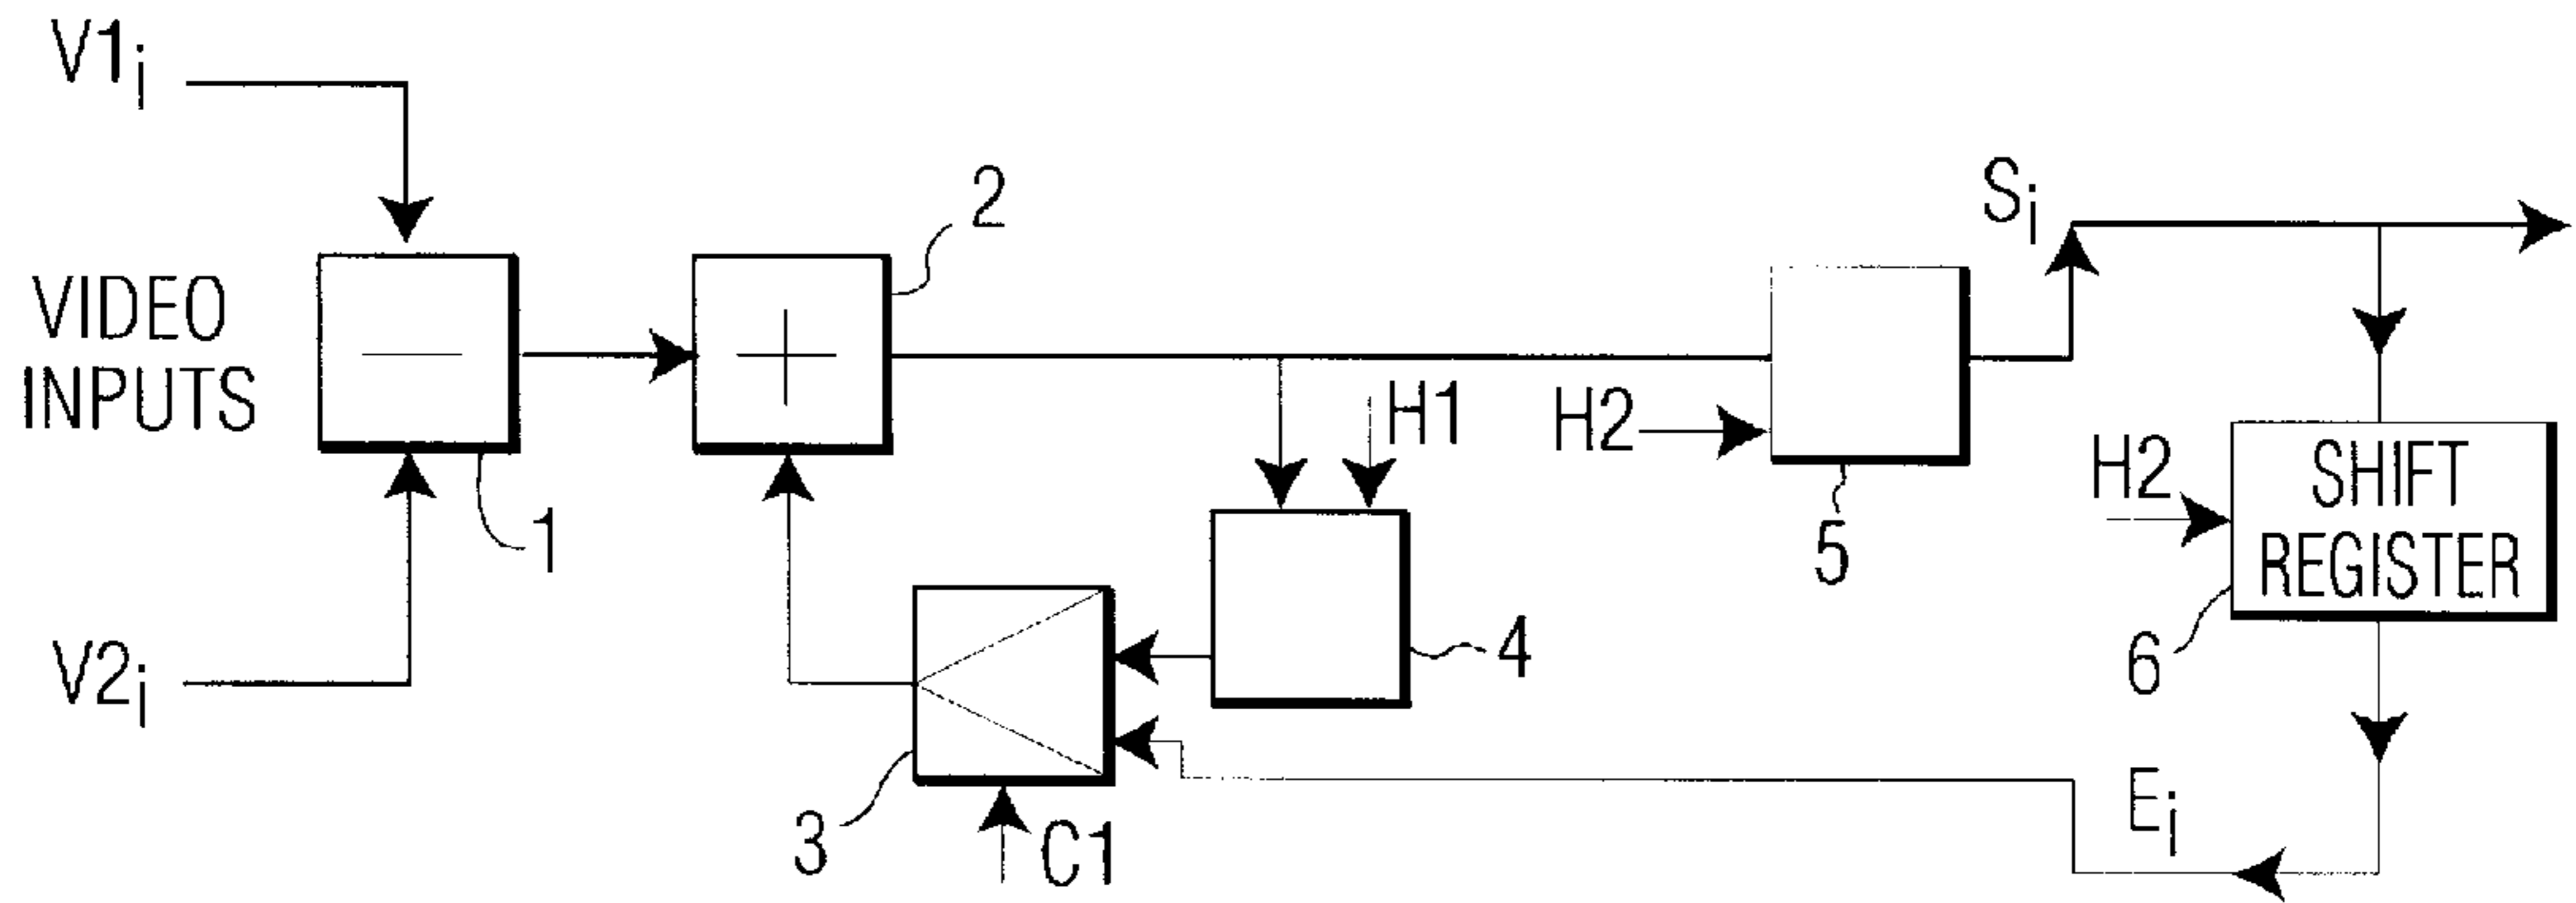 V1i
VIDEO
INPUTS
V2i
1
2
3
C1
4
H1
H2
5
Si
H2
SHIFT
REGISTER
6
Ei